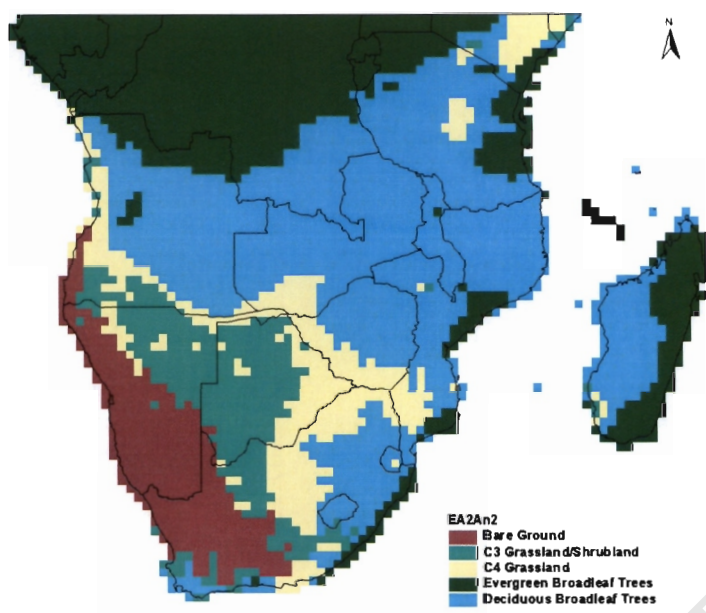 N
EA2An2
Bare Ground
C3 Grassland/Shrubland
C4 Grassland
Evergreen Broadleaf Trees
Deciduous Broadleaf Trees